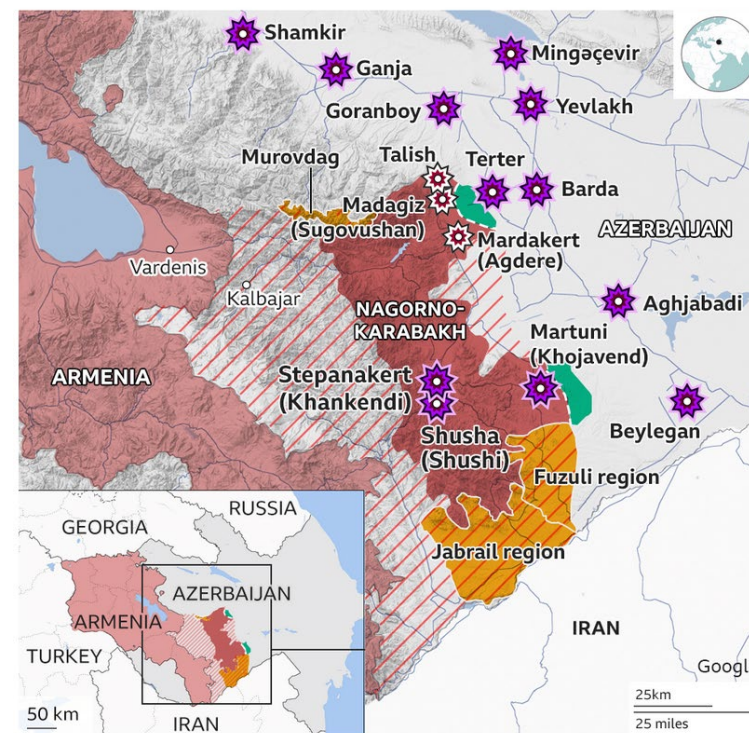 Shamkir
Mingəçevir
Ganja
Goranboy
Yevlakh
Murovdag
Talish
Terter
Madagiz
(Sugovushan)
Barda
Mardakert
(Agdere)
AZERBAIJAN
Vardenis
Kalbajar
NAGORNO-
KARABAKH
Aghjabadi
Martuni
(Khojavend)
ARMENIA
Stepanakert
(Khankendi)
Beylegan
Shusha
(Shushi)
Fuzuli region
Jabrail region
IRAN
Googl
25km
25 miles
RUSSIA
GEORGIA
AZERBAIJAN
ARMENIA
TURKEY
IRAN
50 km